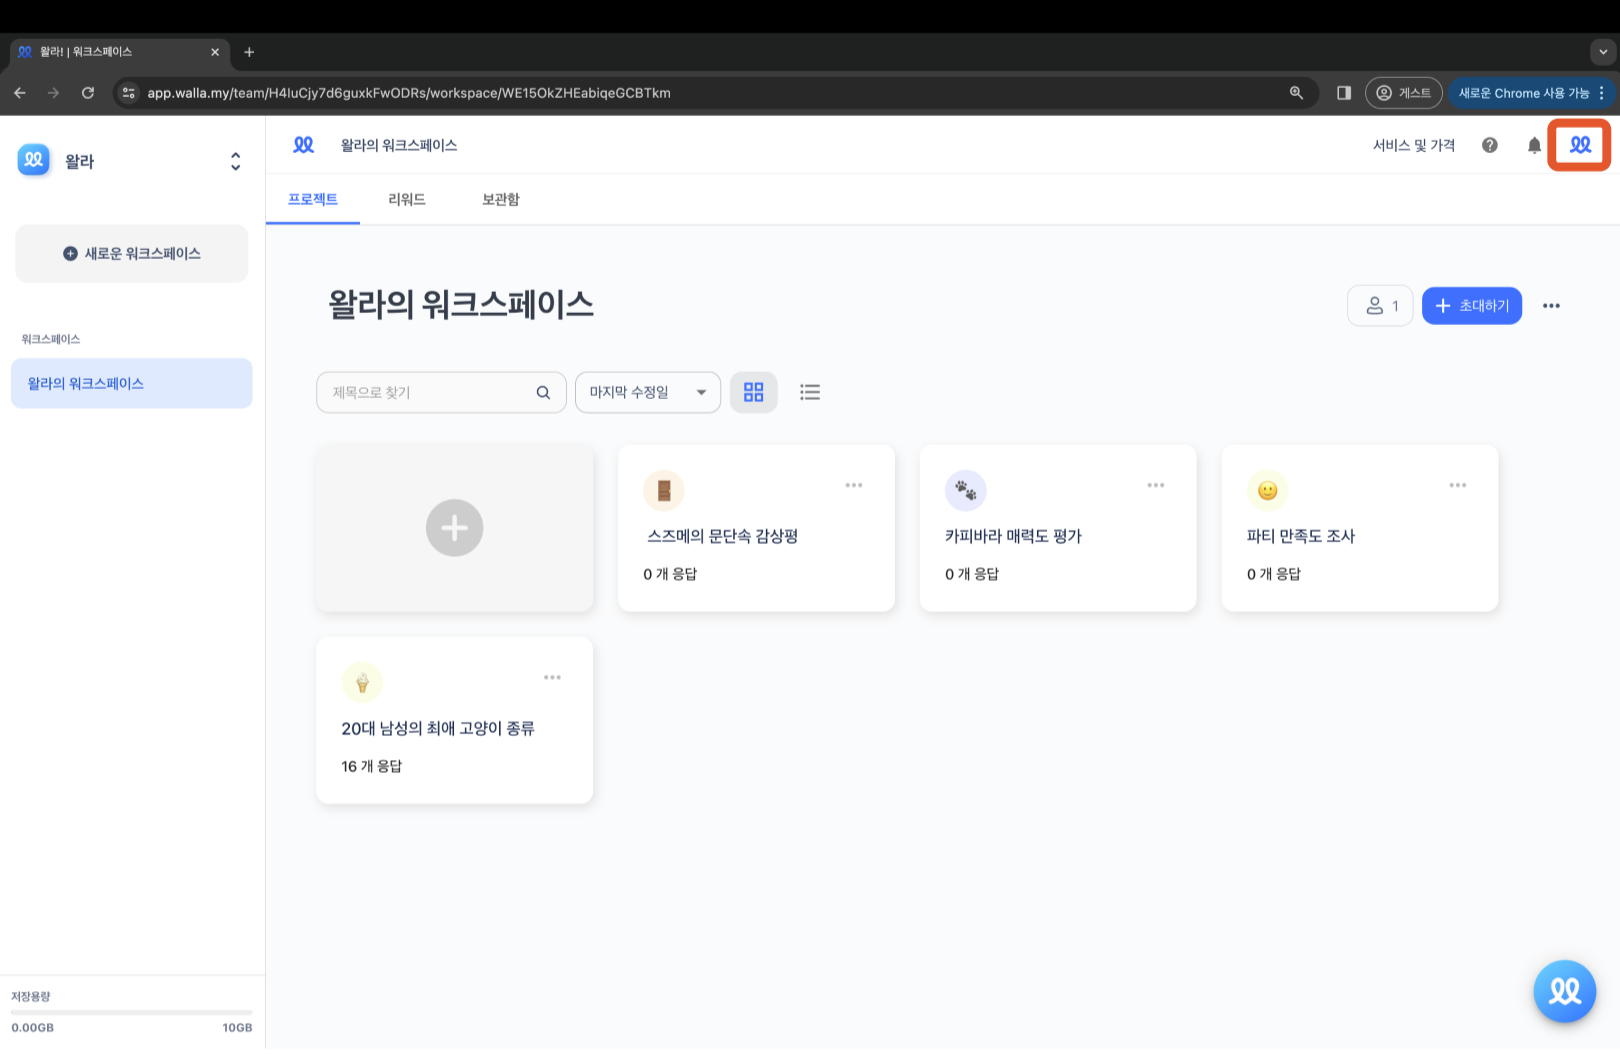 왈라! | 워크스페이스
app.walla.my/team/H4luCjy7d6guxkFwODRs/workspace/WE15OkZHEabiqeGCBTkm
게스트
새로운 Chrome 사용 가능
왈라
왈라의 워크스페이스
서비스 및 가격
프로젝트
리워드
보관함
새로운 워크스페이스
워크스페이스
왈라의 워크스페이스
왈라의 워크스페이스
1
초대하기
제목으로 찾기
마지막 수정일
스즈메의 문단속 감상평
0 개 응답
카피바라 매력도 평가
0 개 응답
파티 만족도 조사
0 개 응답
20대 남성의 최애 고양이 종류
16 개 응답
저장용량
0.00GB
10GB